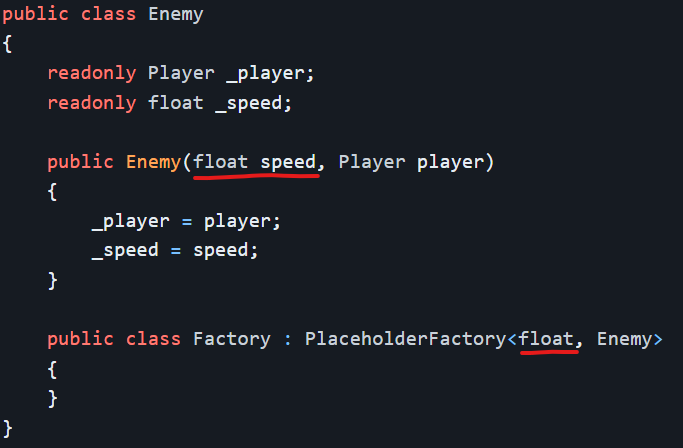 public class Enemy
{
    readonly Player _player;
    readonly float _speed;

    public Enemy(float speed, Player player)
    {
        _player = player;
        _speed = speed;
    }

    public class Factory : PlaceholderFactory<float, Enemy>
    {
    }
}